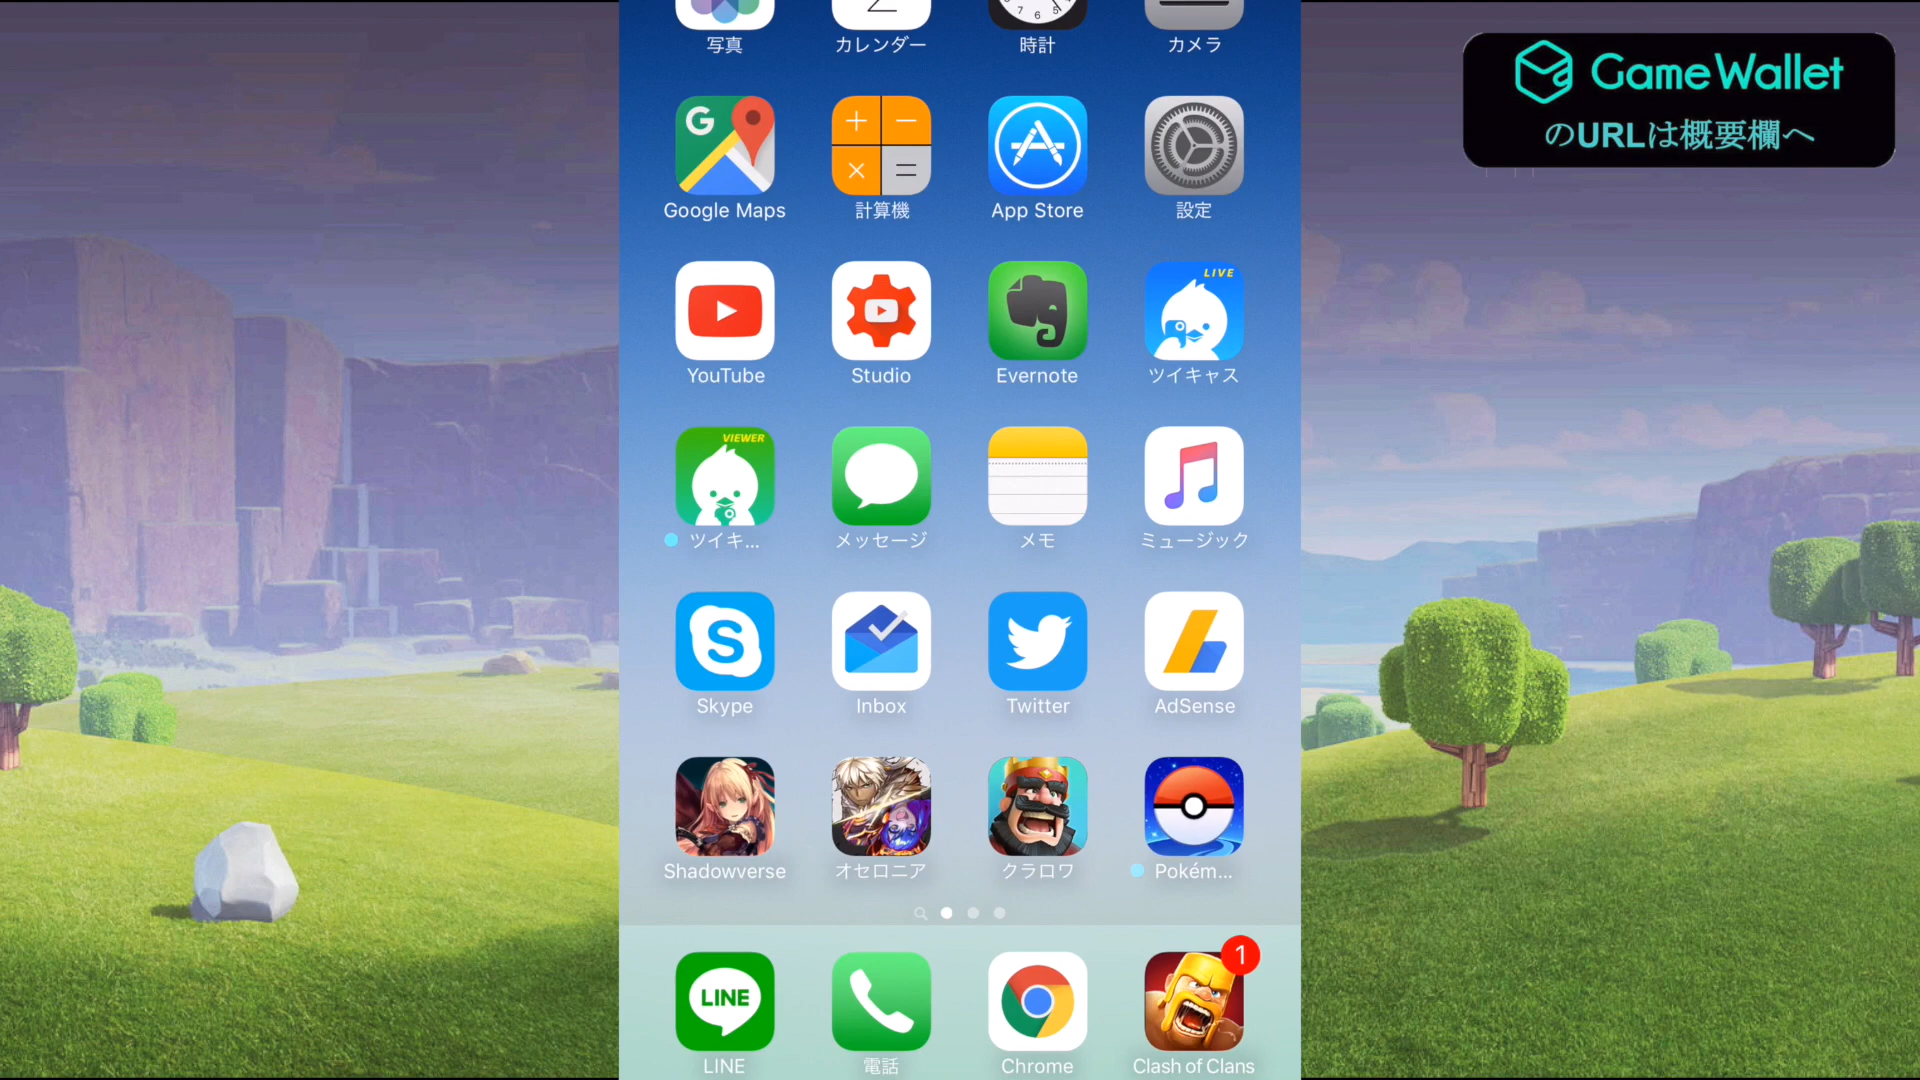 写真
カレンダー
時計
カメラ
GameWallet
のURLは概要欄へ
Google Maps
計算機
App Store
設定
LIVE
YouTube
Studio
Evernote
ツイキャス
VIEWER
ツイキ...
メッセージ
メモ
ミュージック
Skype
Inbox
Twitter
AdSense
Shadowverse
オセロニア
クラロワ
Pokém...
1
LINE
LINE
電話
Chrome
Clash of Clans